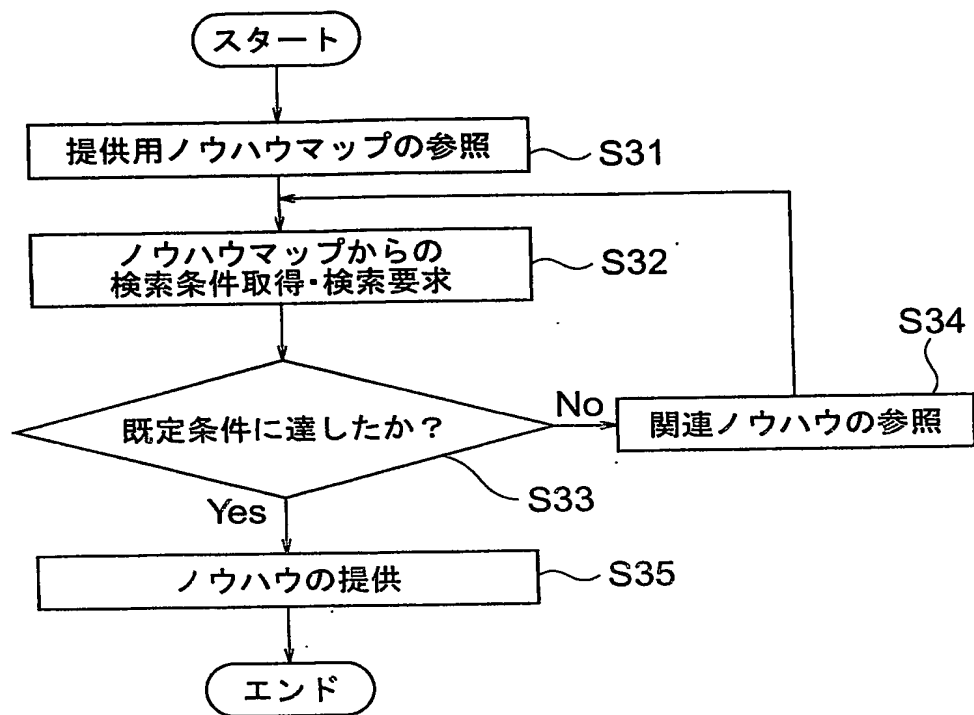 スタート
提供用ノウハウマップの参照
S31
ノウハウマップからの
検索条件取得・検索要求
S32
既定条件に達したか？
S33
No
関連ノウハウの参照
S34
Yes
ノウハウの提供
S35
エンド